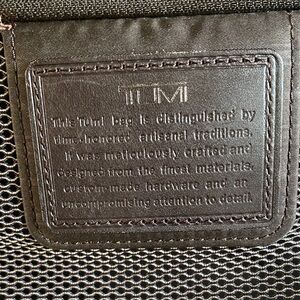 TUMI
This Tumi bag is distinguished by
time-honored artisanal traditions.
It was meticulously crafted and
designed from the finest materials,
custom made hardware and an
uncompromising attention to detail.